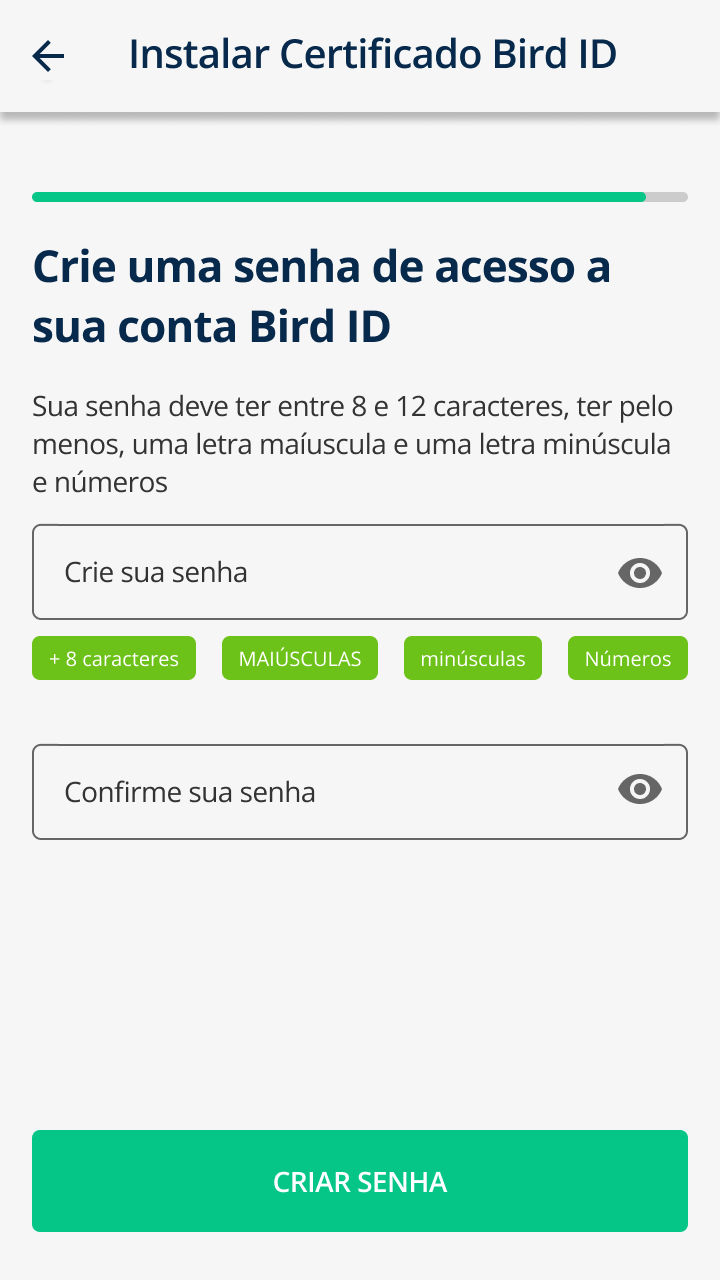 Instalar Certificado Bird ID
Crie uma senha de acesso a
sua conta Bird ID
Sua senha deve ter entre 8 e 12 caracteres, ter pelo
menos, uma letra maíuscula e uma letra minúscula
e números
Crie sua senha
+ 8 caracteres MAIÚSCULAS minúsculas Números
Confirme sua senha
CRIAR SENHA